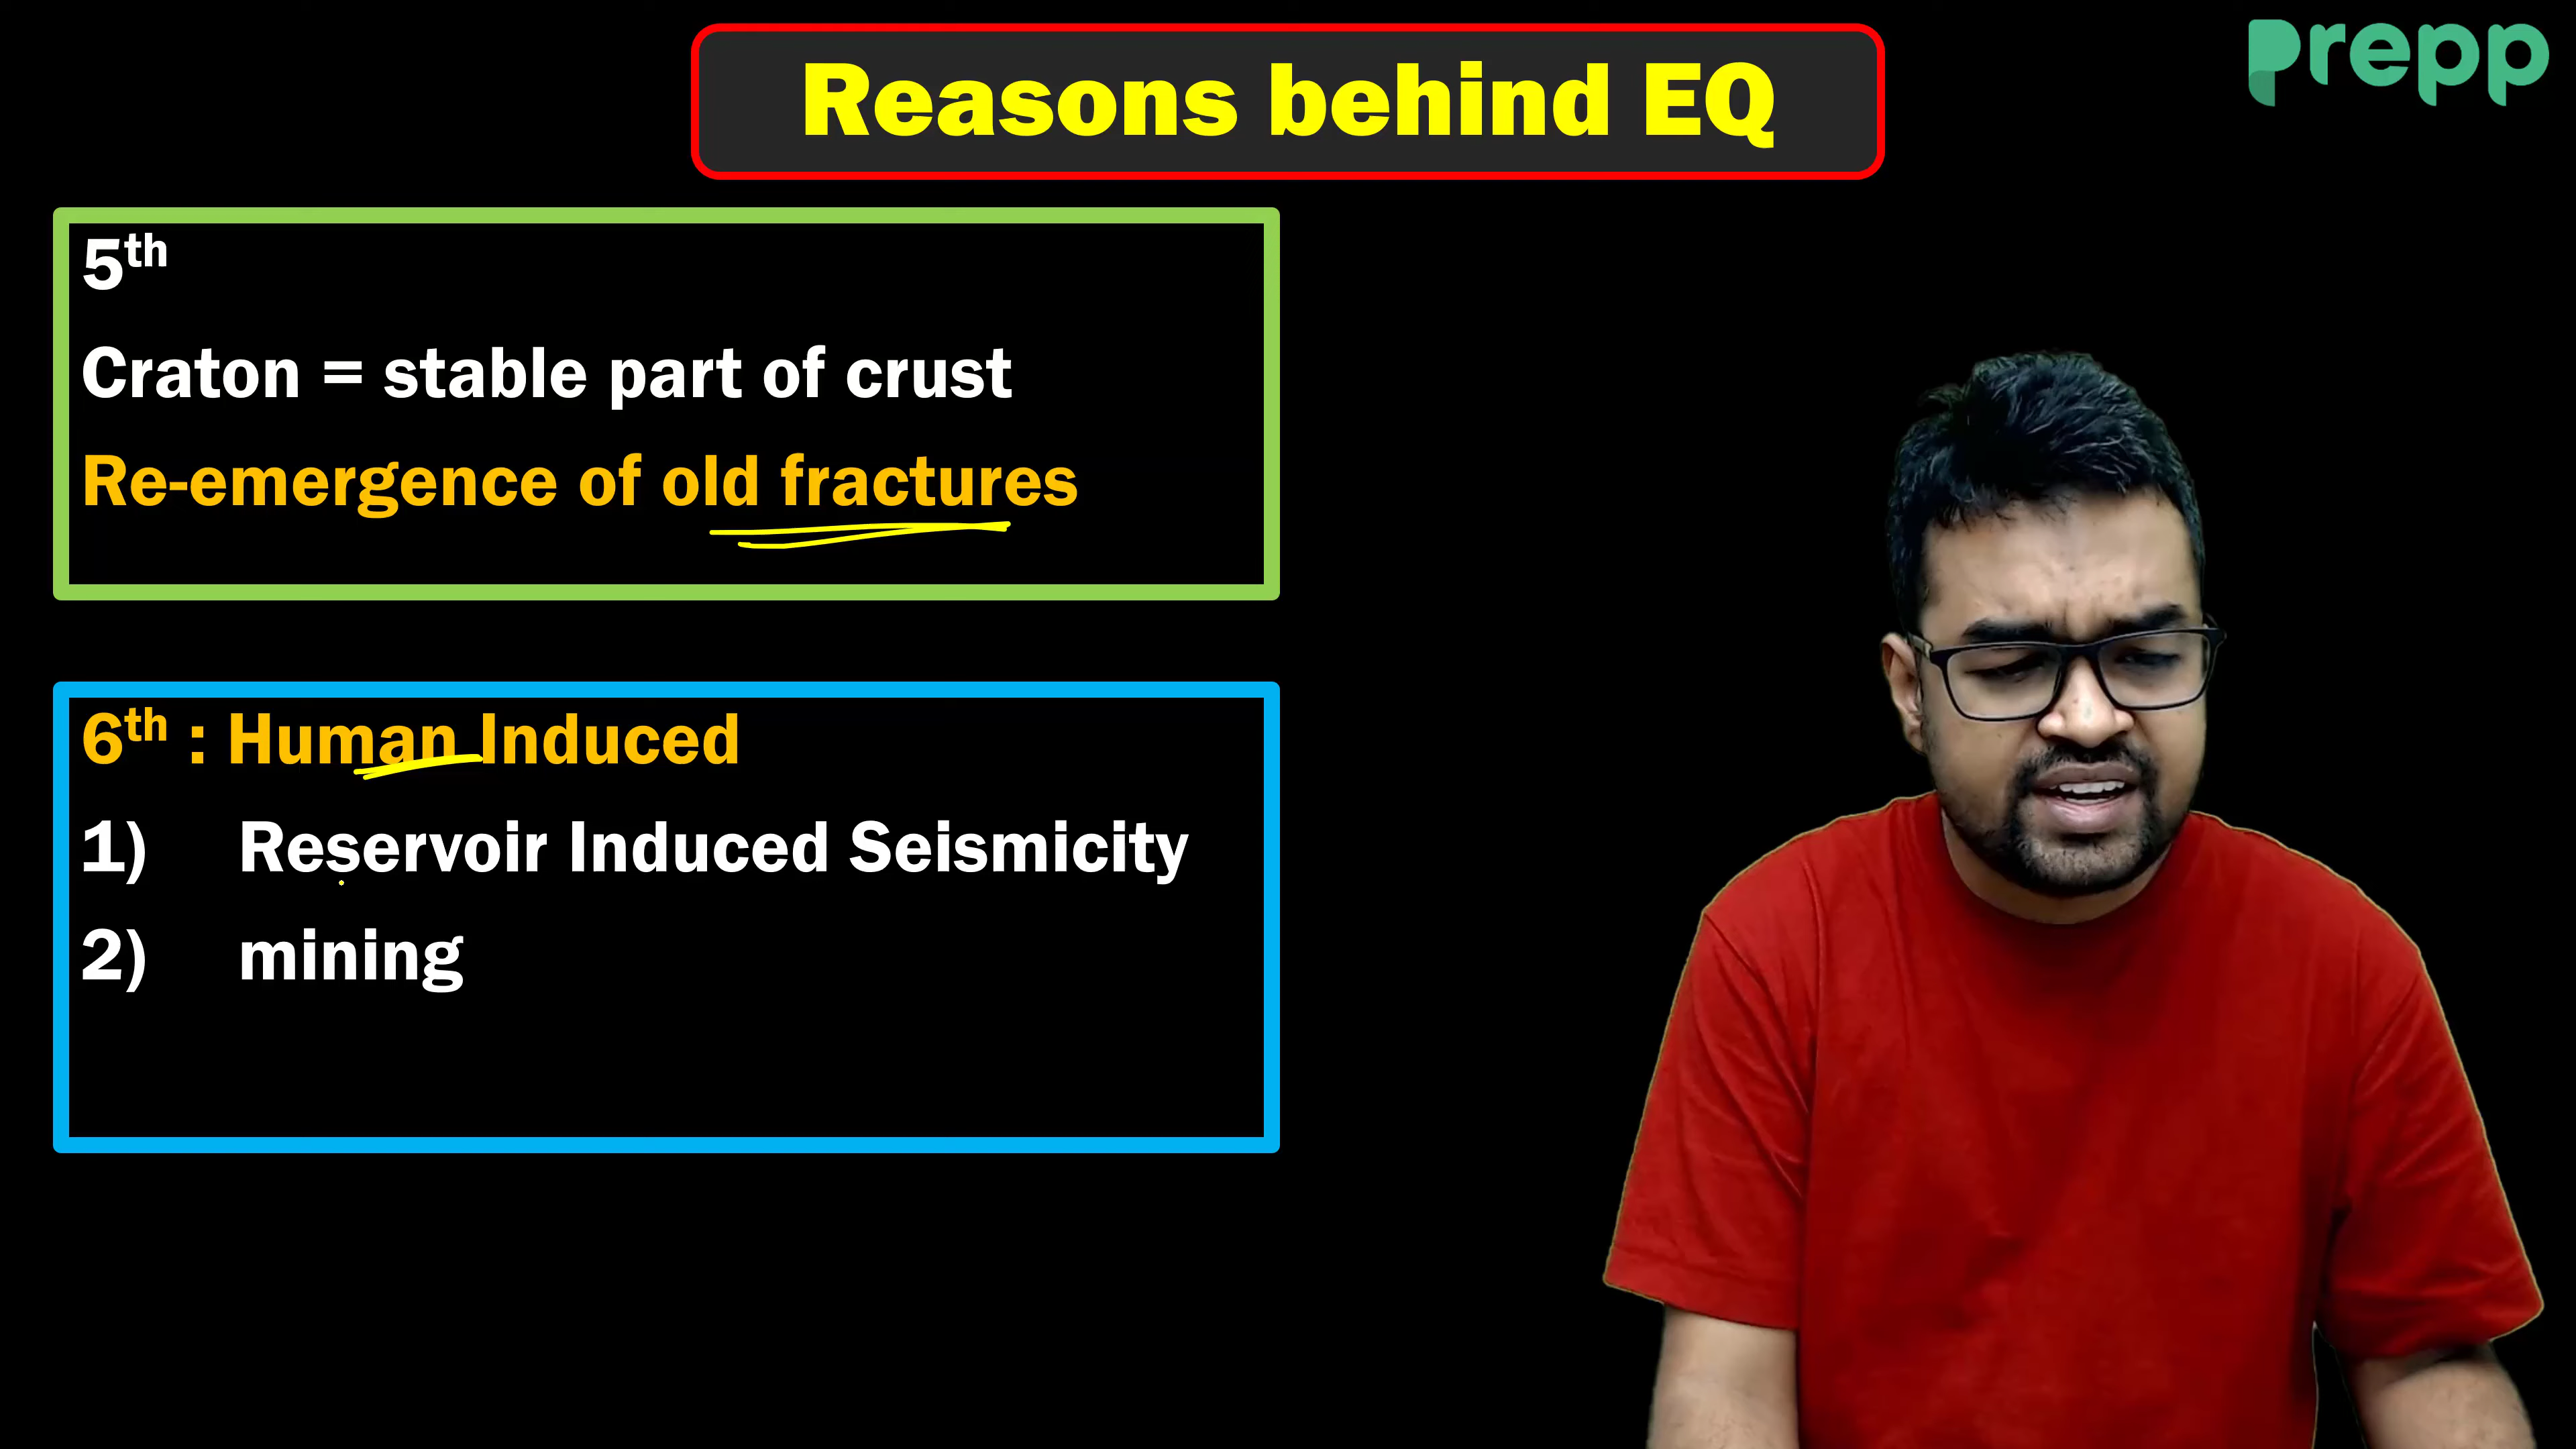 Reasons behind EQ
prepp
5th
Craton = stable part of crust
Re-emergence of old fractures
6th : Human Induced
1) Reservoir Induced Seismicity
2) mining